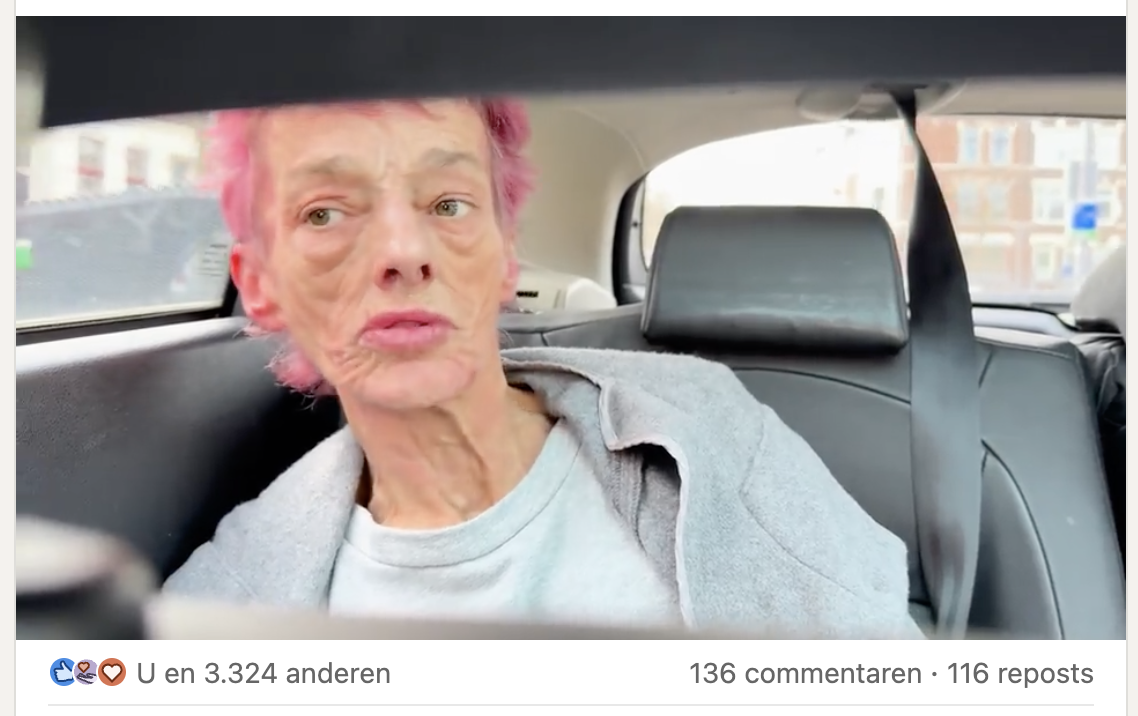 U en 3.324 anderen
136 commentaren · 116 reposts